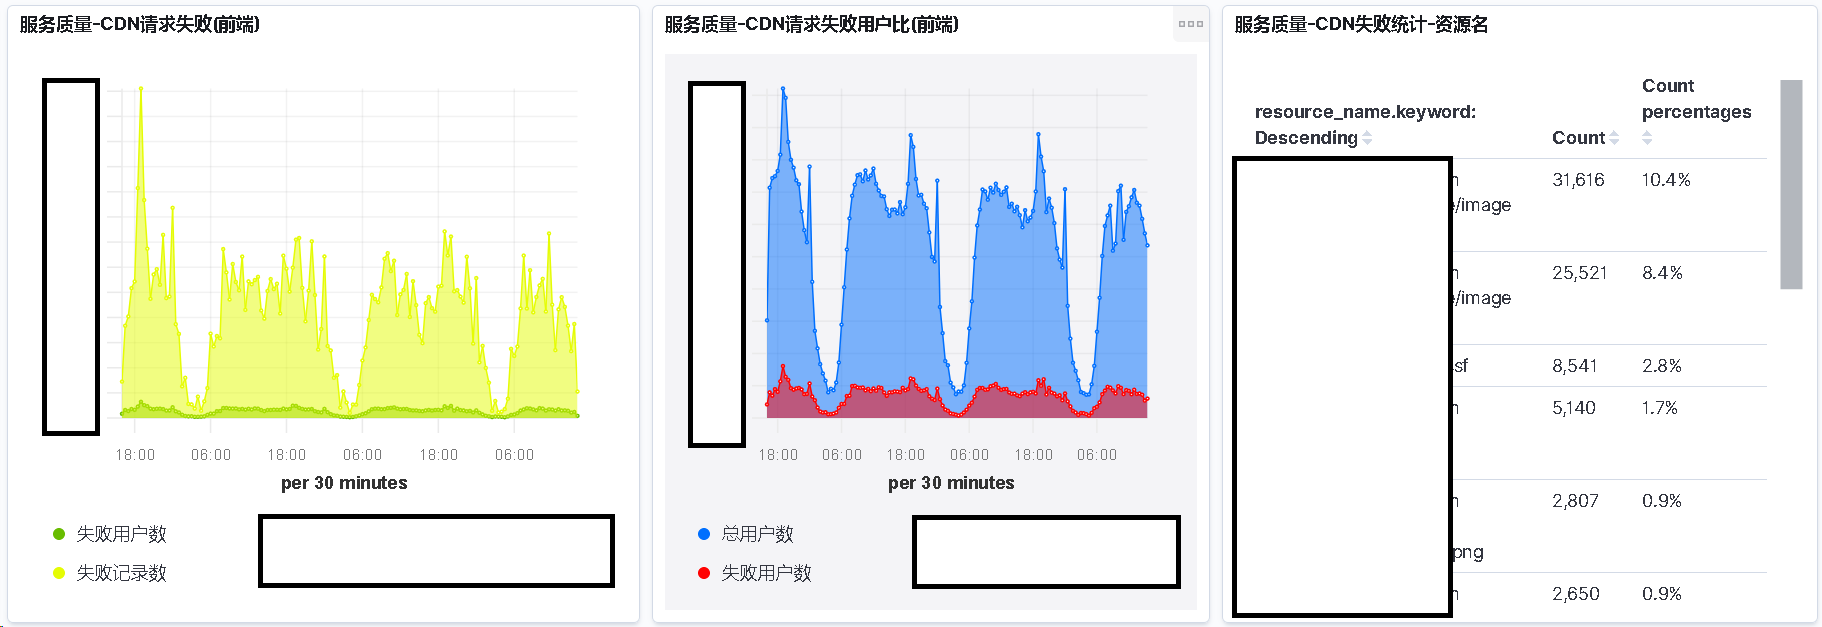 服务质量-CDN请求失败(前端)
18:00 06:00 18:00 06:00 18:00 06:00
per 30 minutes
失败用户数
失败记录数
服务质量-CDN请求失败用户比(前端)
18:00 06:00 18:00 06:00 18:00 06:00
per 30 minutes
总用户数
失败用户数
服务质量-CDN失败统计-资源名
resource_name.keyword: Descending Count Count percentages
31,616 10.4%
/image
25,521 8.4%
/image
sf 8,541 2.8%
5,140 1.7%
2,807 0.9%
png
2,650 0.9%